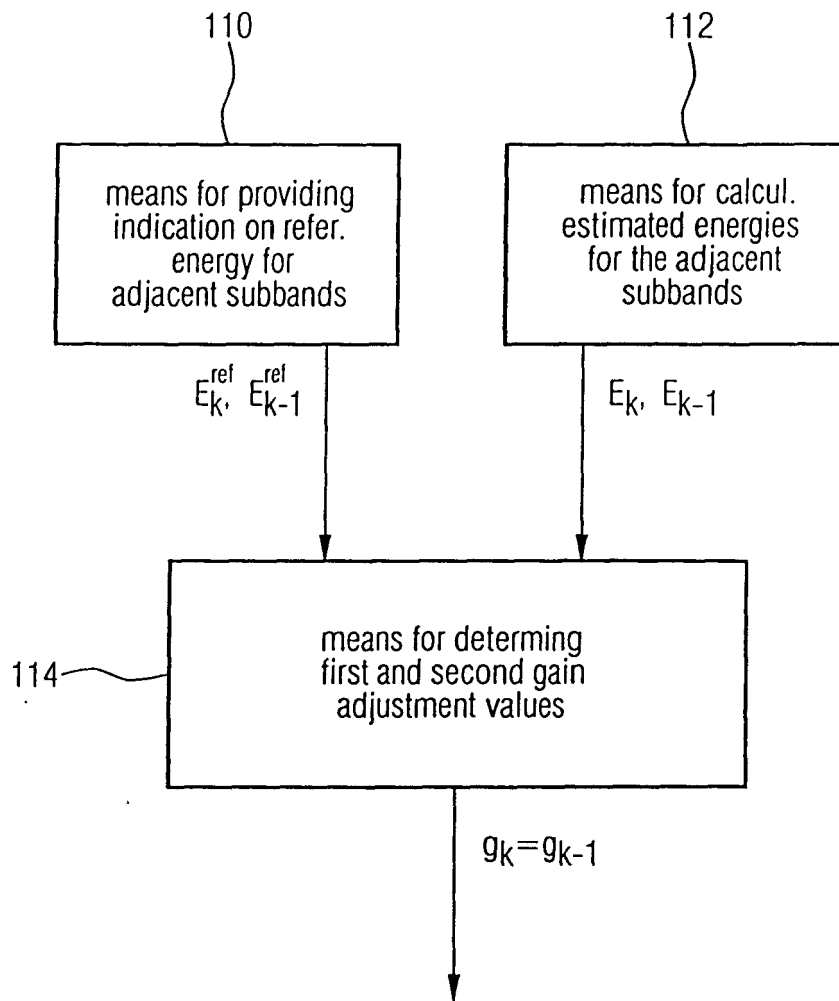 110
112
means for providing
indication on refer.
energy for
adjacent subbands
means for calcul.
estimated energies
for the adjacent
subbands
E_k^ref, E_k-1^ref
E_k, E_k-1
114
means for determing
first and second gain
adjustment values
g_k=g_k-1